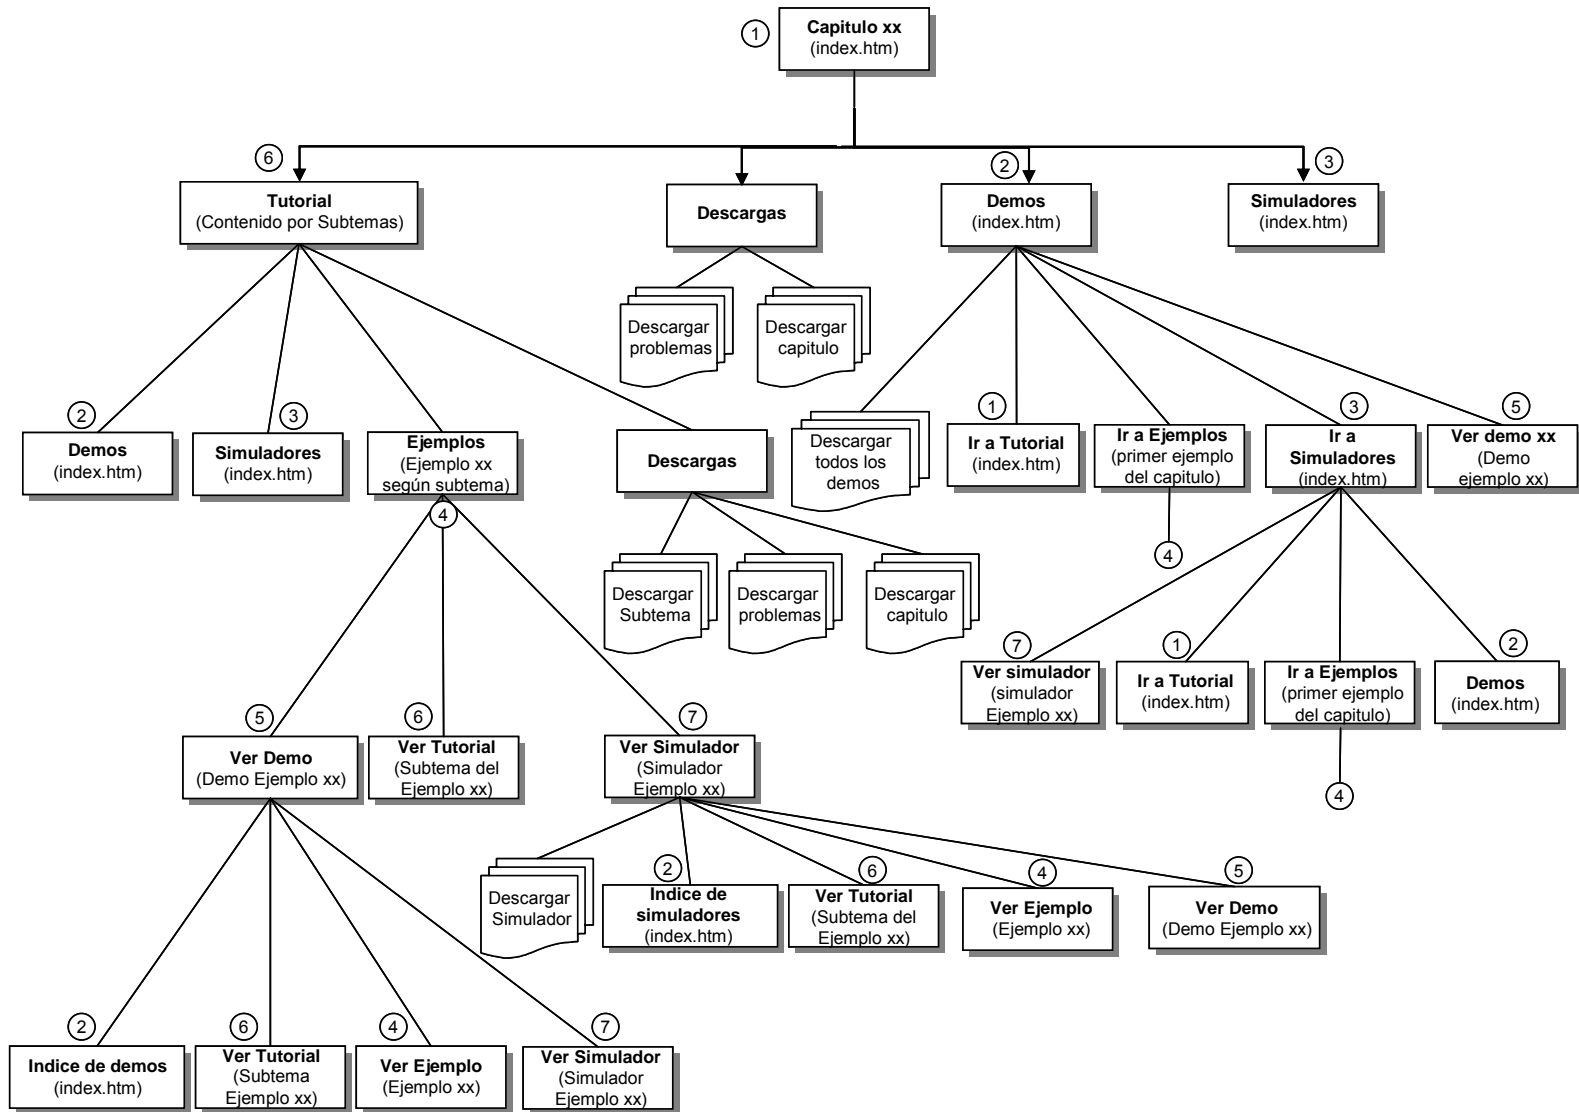 1
Capitulo xx
(index.htm)
6
Tutorial
(Contenido por Subtemas)
Descargas
2
Demos
(index.htm)
3
Simuladores
(index.htm)
Descargar
problemas
Descargar
capitulo
2
Demos
(index.htm)
3
Simuladores
(index.htm)
Ejemplos
(Ejemplo xx
según subtema)
4
Descargas
Descargar
todos los
demos
1
Ir a Tutorial
(index.htm)
Ir a Ejemplos
(primer ejemplo
del capitulo)
4
3
Ir a
Simuladores
(index.htm)
5
Ver demo xx
(Demo
ejemplo xx)
Descargar
Subtema
Descargar
problemas
Descargar
capitulo
7
Ver simulador
(simulador
Ejemplo xx)
1
Ir a Tutorial
(index.htm)
Ir a Ejemplos
(primer ejemplo
del capitulo)
4
2
Demos
(index.htm)
5
Ver Demo
(Demo Ejemplo xx)
6
Ver Tutorial
(Subtema del
Ejemplo xx)
7
Ver Simulador
(Simulador
Ejemplo xx)
Descargar
Simulador
2
Indice de
simuladores
(index.htm)
6
Ver Tutorial
(Subtema del
Ejemplo xx)
4
Ver Ejemplo
(Ejemplo xx)
5
Ver Demo
(Demo Ejemplo xx)
2
Indice de demos
(index.htm)
6
Ver Tutorial
(Subtema
Ejemplo xx)
4
Ver Ejemplo
(Ejemplo xx)
7
Ver Simulador
(Simulador
Ejemplo xx)